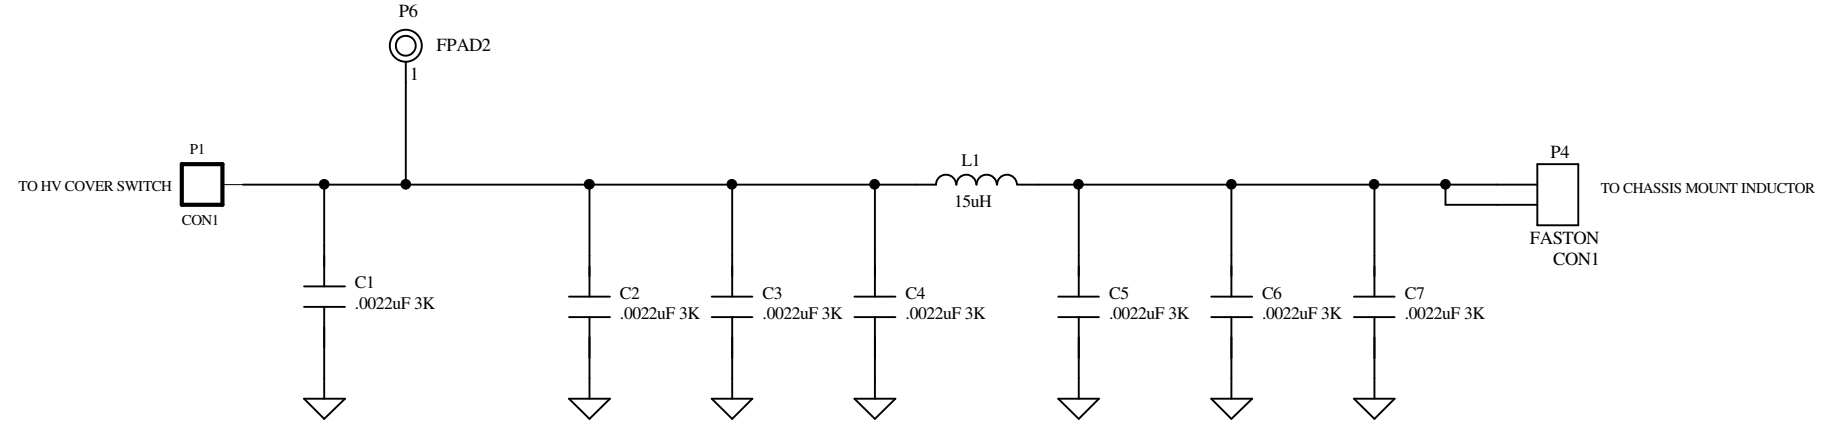 P6
FPAD2
1
P1
TO HV COVER SWITCH
CON1
L1
15uH
P4
TO CHASSIS MOUNT INDUCTOR
FASTON
CON1
C1
.0022uF 3K
C2
.0022uF 3K
C3
.0022uF 3K
C4
.0022uF 3K
C5
.0022uF 3K
C6
.0022uF 3K
C7
.0022uF 3K